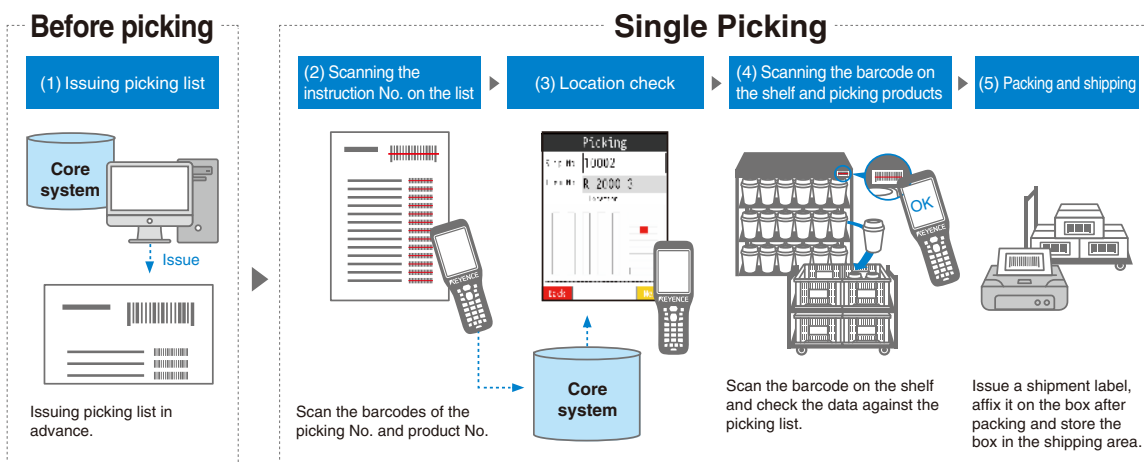 Before picking
Single Picking
(1) Issuing picking list
(2) Scanning the
instruction No. on the list
(3) Location check
(4) Scanning the barcode on
the shelf and picking products
(5) Packing and shipping
Core
system
Issue
Issuing picking list in
advance.
KEYENCE
Scan the barcodes of the
picking No. and product No.
Picking
10002
R 2000 3
Location
KEYENCE
Core
system
OK
KEYENCE
Scan the barcode on the shelf
and check the data against the
picking list.
Issue a shipment label,
affix it on the box after
packing and store the
box in the shipping area.